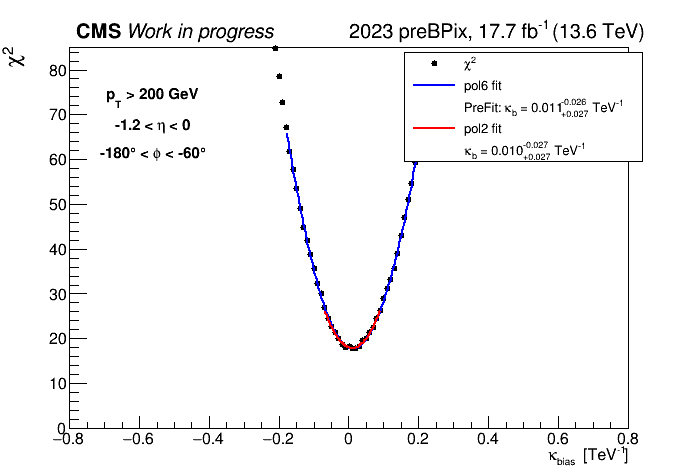 CMS Work in progress 2023 preBPix, 17.7 fb⁻¹ (13.6 TeV)
χ²
80
70
60
50
40
30
20
10
0
p_T > 200 GeV
-1.2 < η < 0
-180° < ϕ < -60°
χ²
pol6 fit
PreFit: κ_b = 0.011 -0.026 +0.027 TeV⁻¹
pol2 fit
κ_b = 0.010 -0.027 +0.027 TeV⁻¹
−0.8 −0.6 −0.4 −0.2 0 0.2 0.4 0.6 0.8
κ_bias [TeV⁻¹]